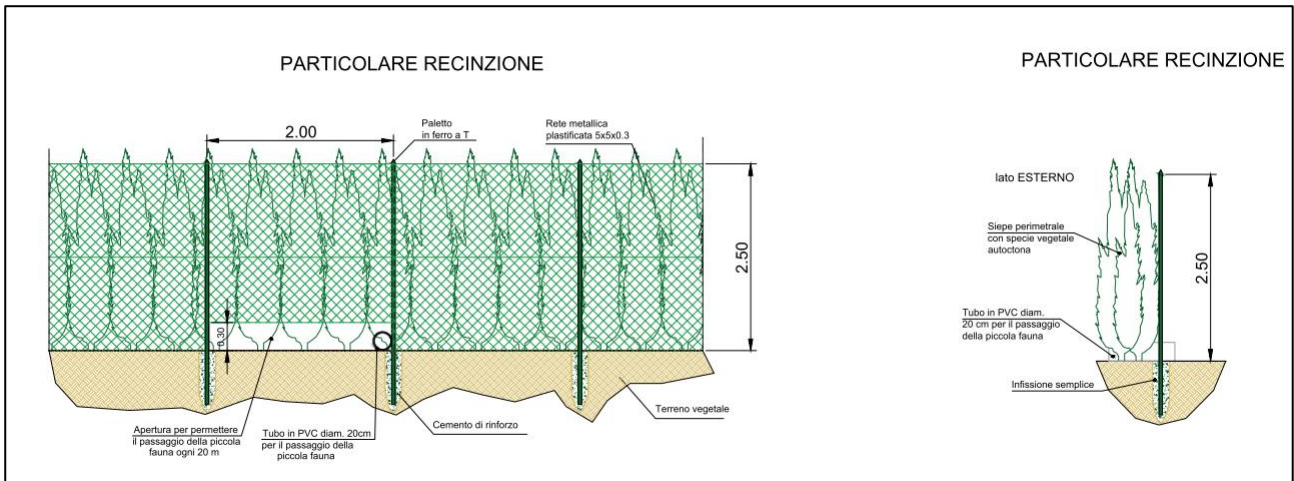 PARTICOLARE RECINZIONE
2.00
Paletto
in ferro a T
Rete metallica
plastificata 5x5x0.3
2.50
0.30
Apertura per permettere
il passaggio della piccola
fauna ogni 20 m
Tubo in PVC diam. 20cm
per il passaggio della
piccola fauna
Cemento di rinforzo
Terreno vegetale
PARTICOLARE RECINZIONE
lato ESTERNO
Siepe perimetrale
con specie vegetale
autoctona
2.50
Tubo in PVC diam.
20 cm per il passaggio
della piccola fauna
Infissione semplice